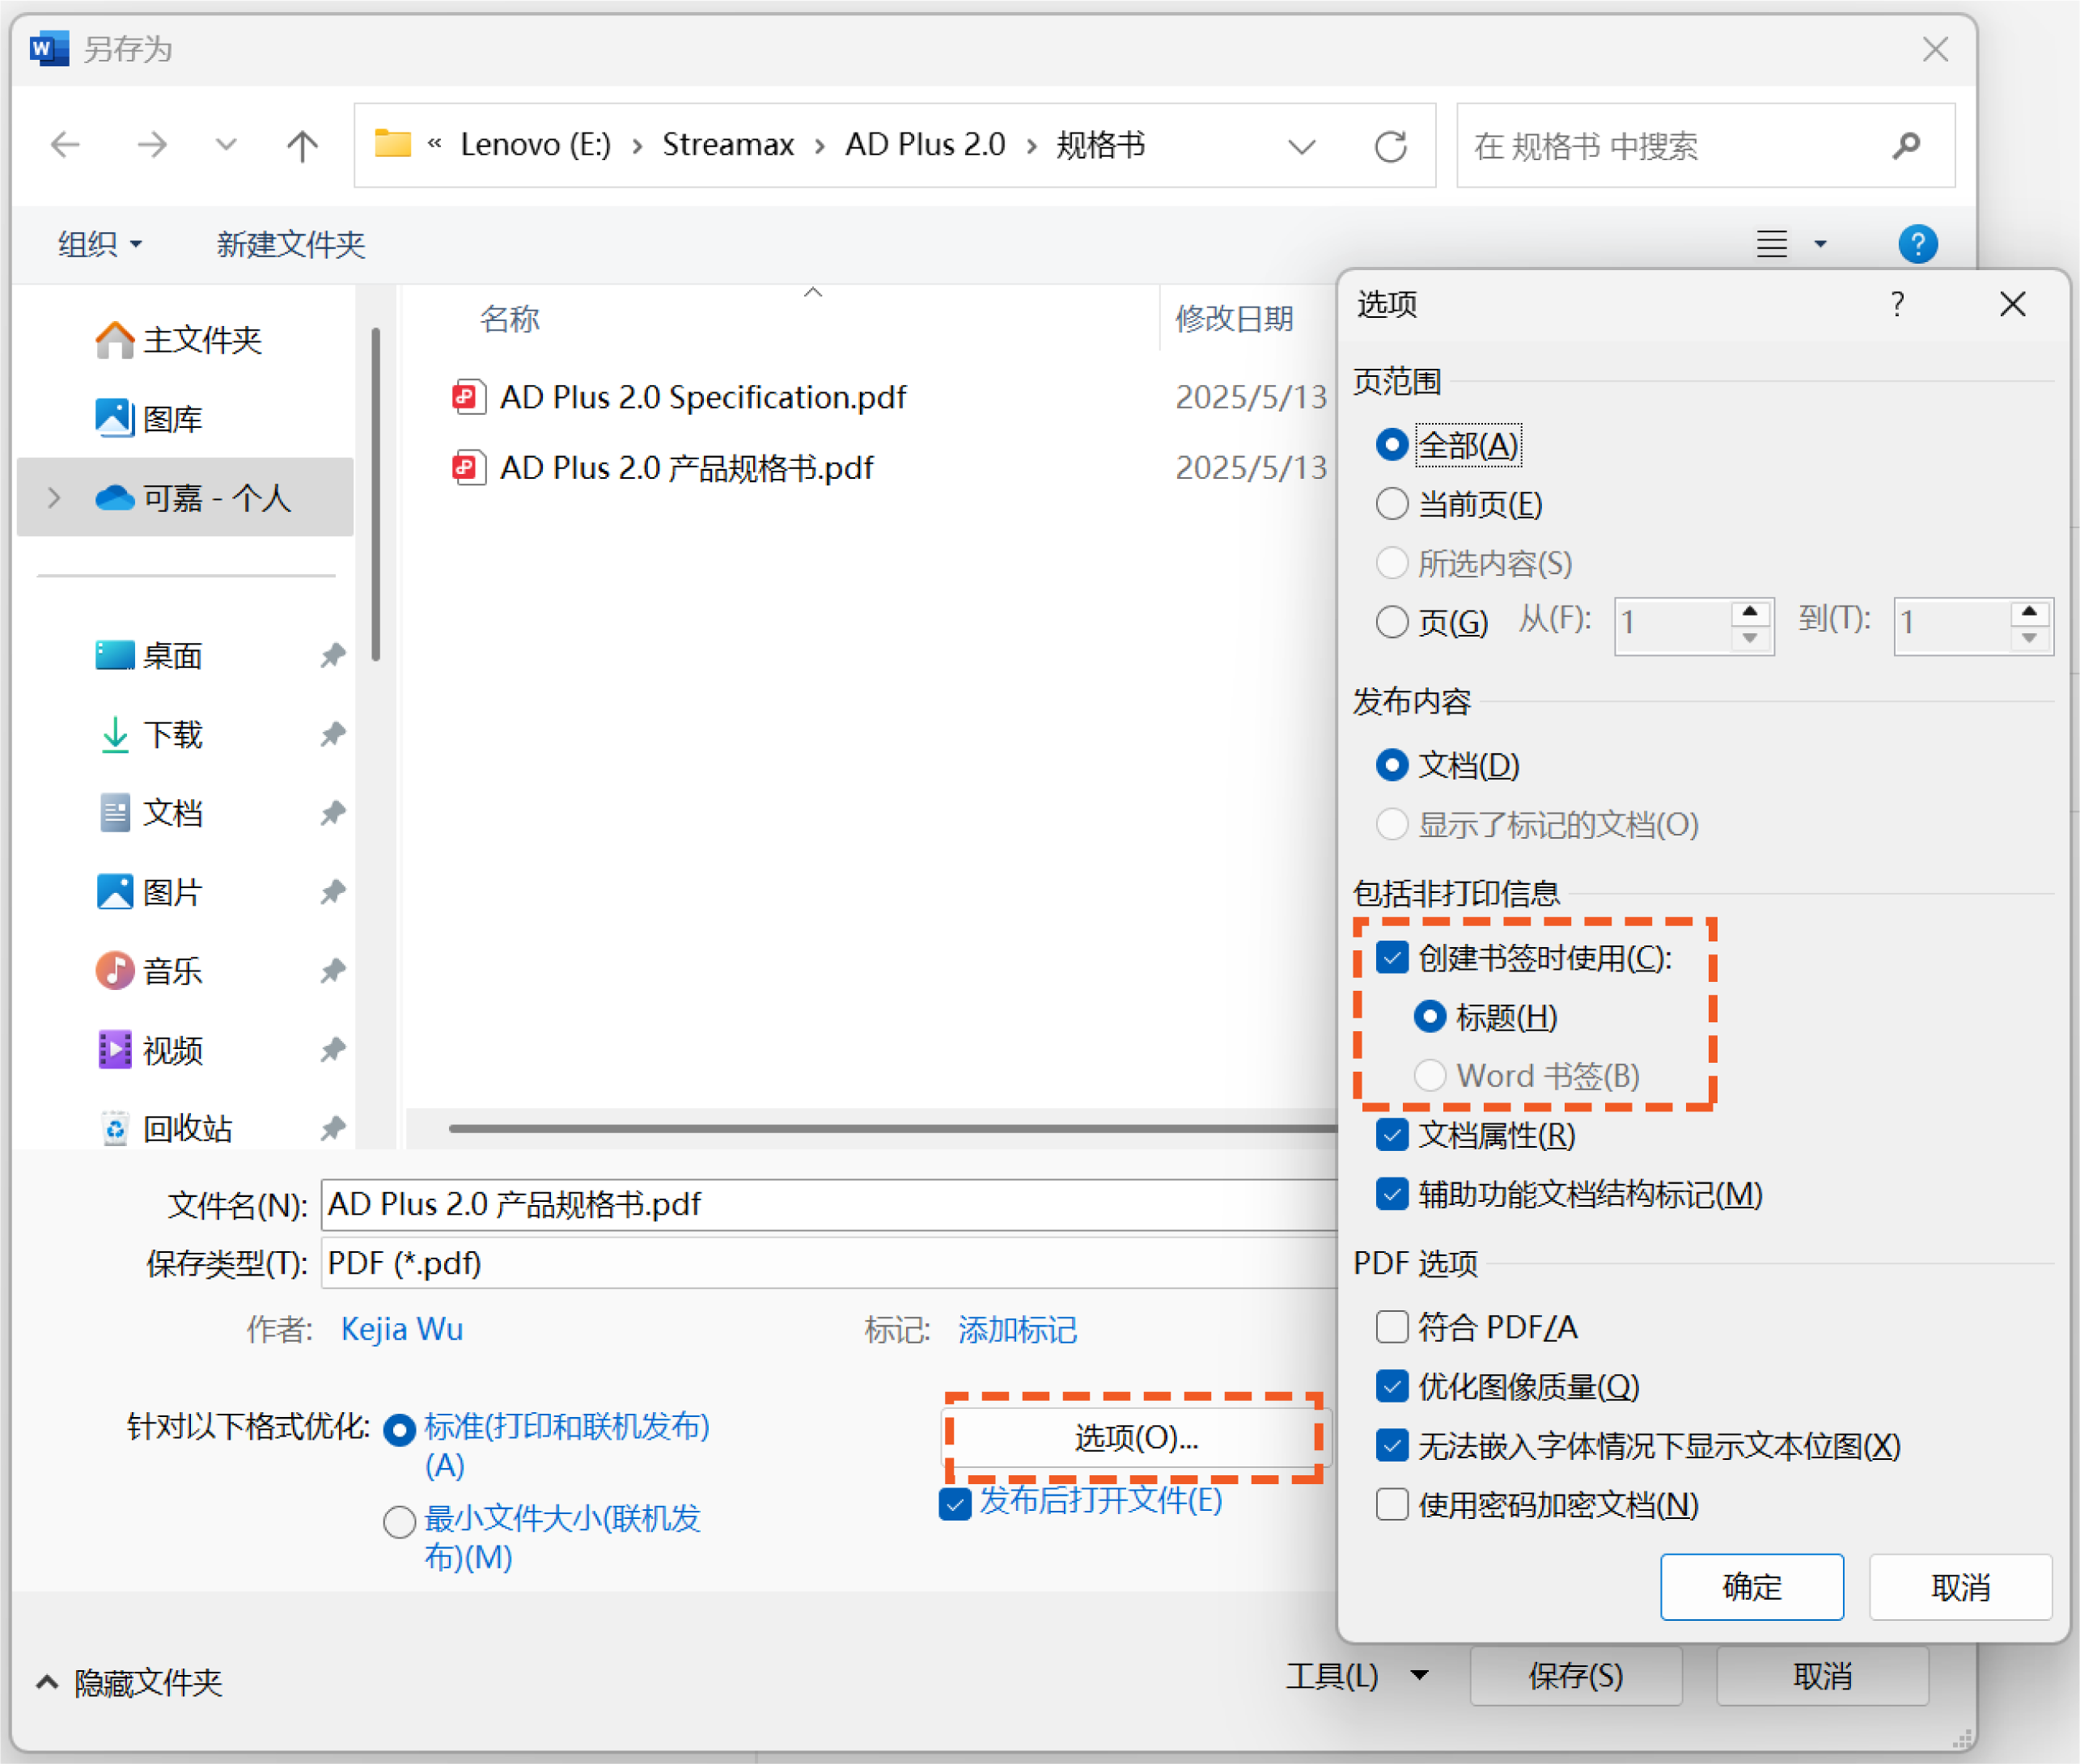 另存为
« Lenovo (E:) › Streamax › AD Plus 2.0 › 规格书
在 规格书 中搜索
组织
新建文件夹
主文件夹
图库
可嘉 - 个人
桌面
下载
文档
图片
音乐
视频
回收站
名称
修改日期
AD Plus 2.0 Specification.pdf
2025/5/13
AD Plus 2.0 产品规格书.pdf
2025/5/13
文件名(N): AD Plus 2.0 产品规格书.pdf
保存类型(T): PDF (*.pdf)
作者: Kejia Wu
标记: 添加标记
针对以下格式优化:
标准(打印和联机发布)
(A)
最小文件大小(联机发
布)(M)
选项(O)...
发布后打开文件(E)
隐藏文件夹
工具(L)
保存(S)
取消
选项
?
页范围
全部(A)
当前页(E)
所选内容(S)
页(G) 从(F): 1 到(T): 1
发布内容
文档(D)
显示了标记的文档(O)
包括非打印信息
创建书签时使用(C):
标题(H)
Word 书签(B)
文档属性(R)
辅助功能文档结构标记(M)
PDF 选项
符合 PDF/A
优化图像质量(Q)
无法嵌入字体情况下显示文本位图(X)
使用密码加密文档(N)
确定
取消